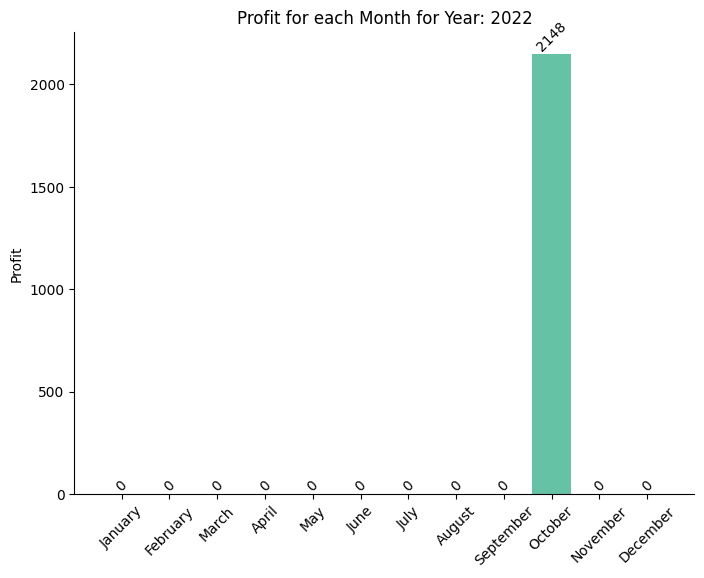 Profit for each Month for Year: 2022
2148
2000
1500
Profit
1000
500
0
0 0 0 0 0 0 0 0 0 0 0
January February March April May June July August September October November December